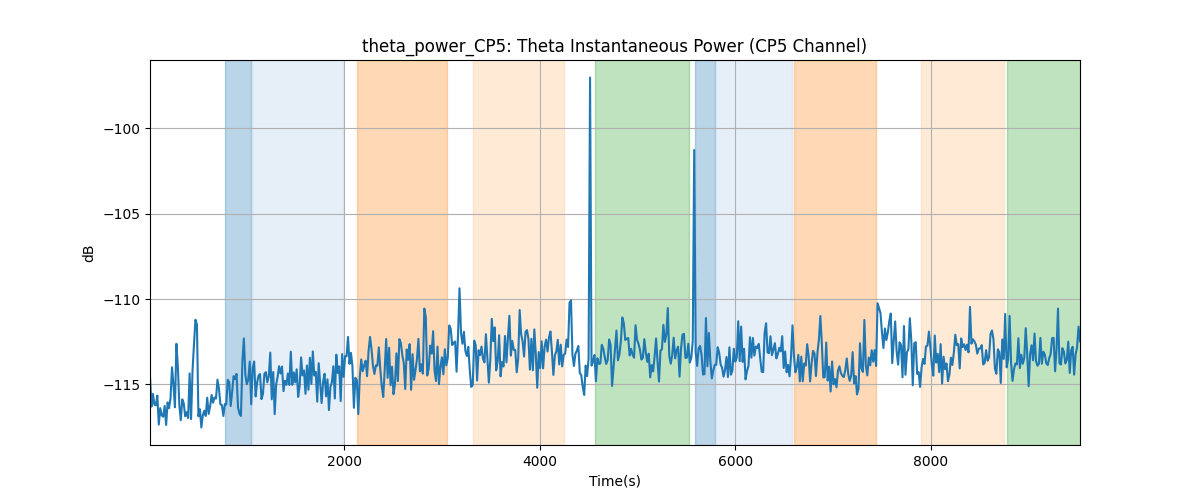 theta_power_CP5: Theta Instantaneous Power (CP5 Channel)
−100
−105
−110
−115
dB
2000 4000 6000 8000
Time(s)